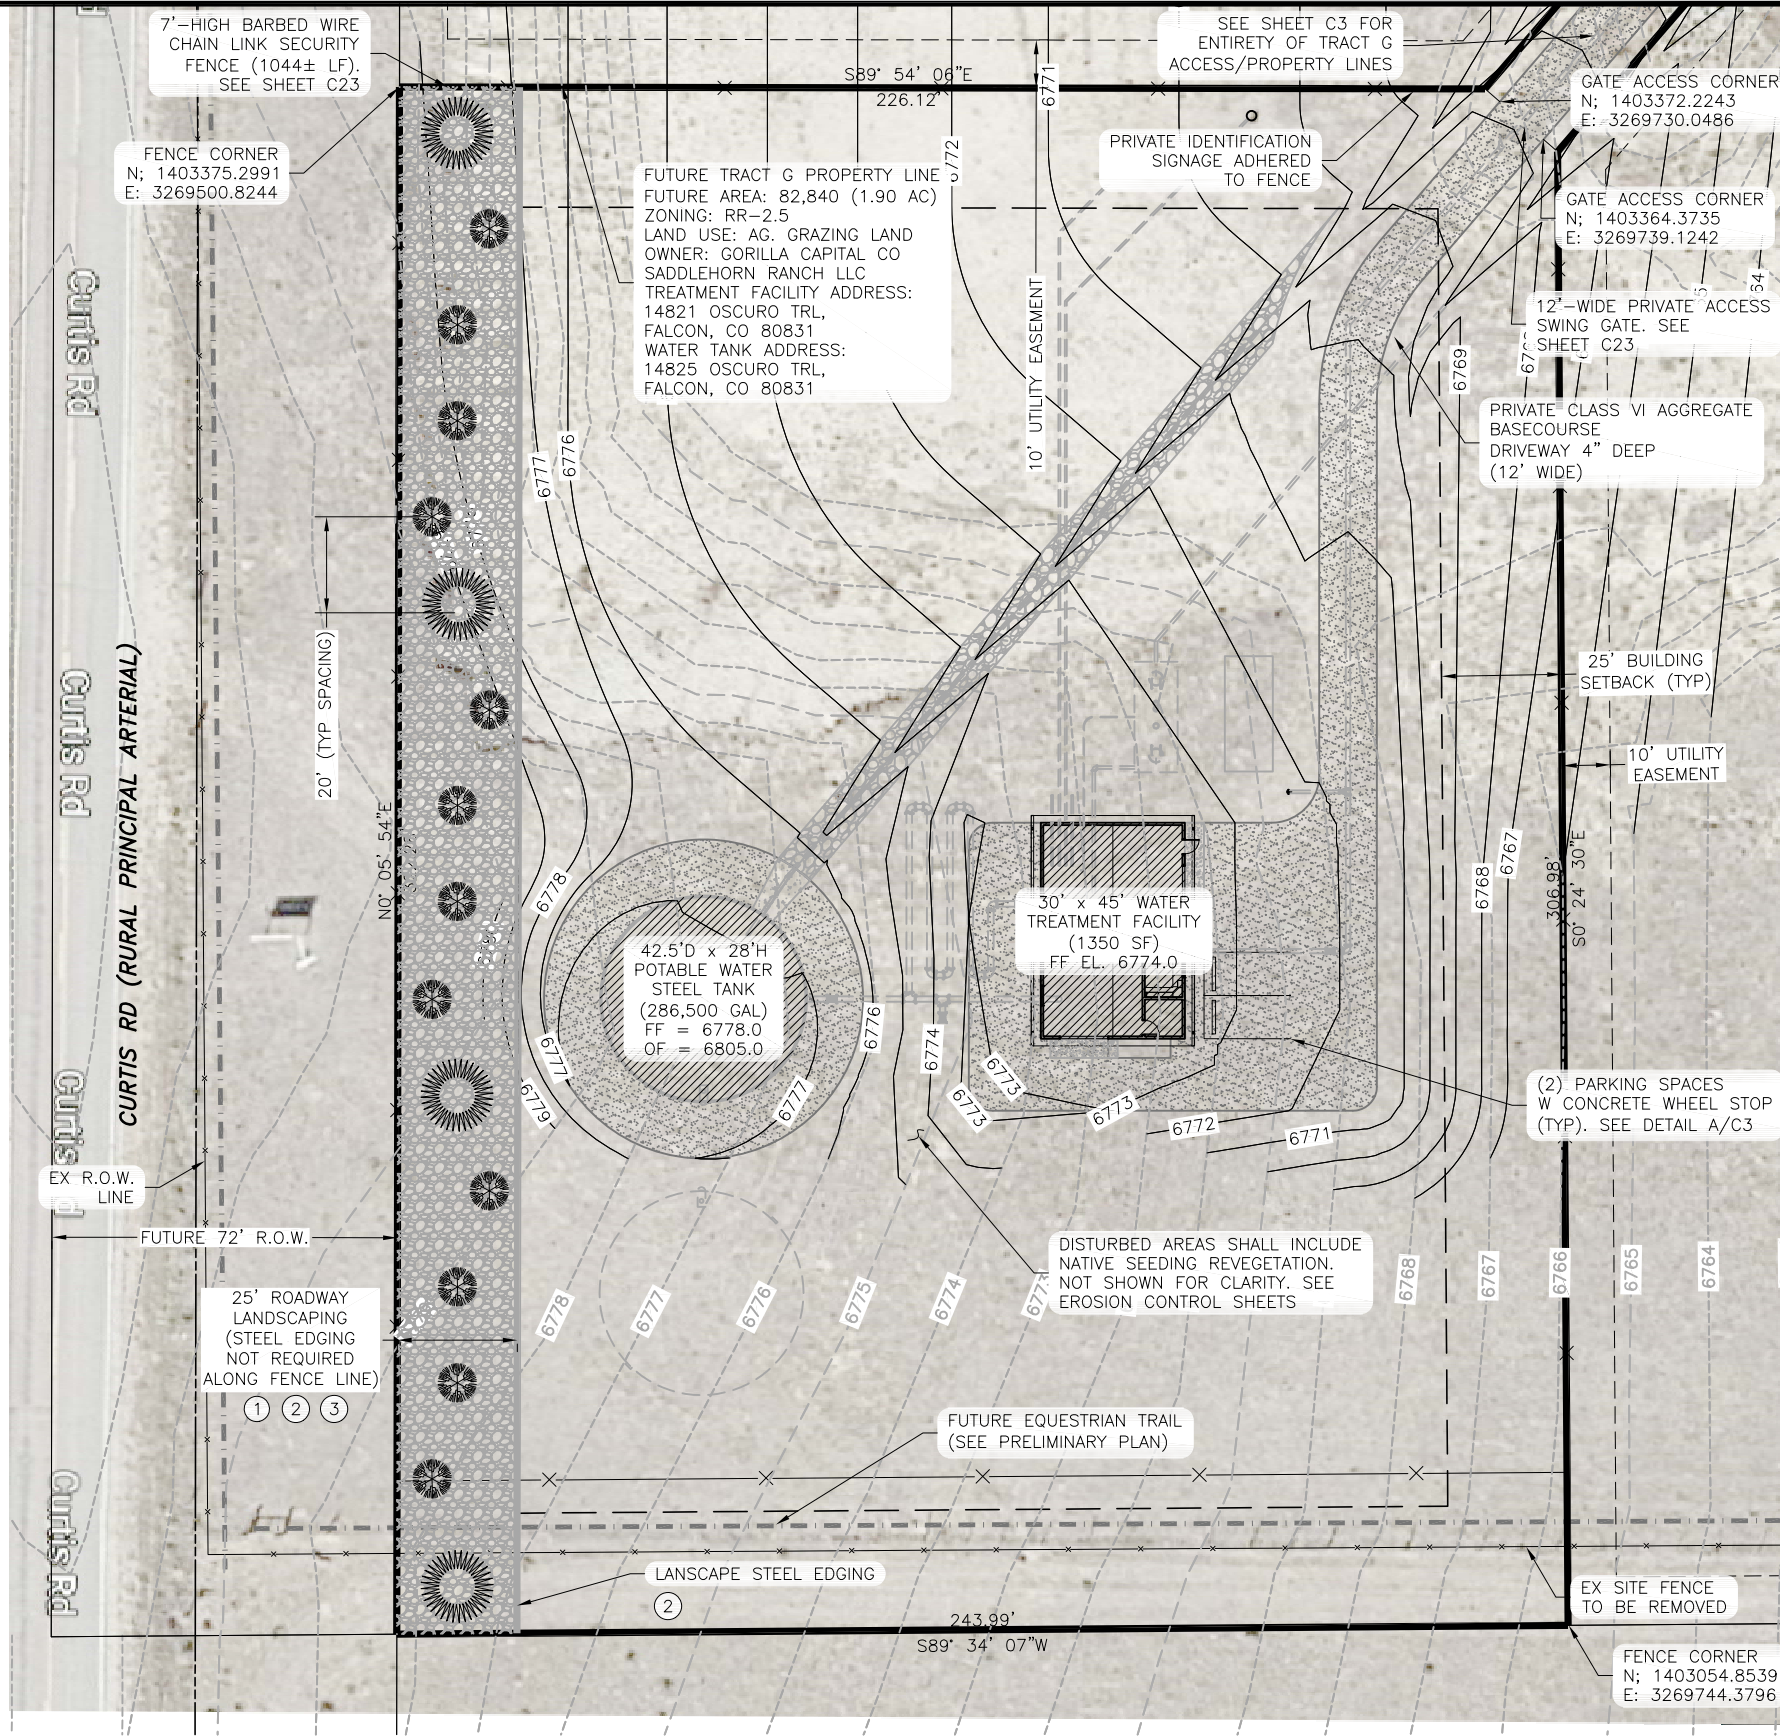 7'-HIGH BARBED WIRE
CHAIN LINK SECURITY
FENCE (1044± LF).
SEE SHEET C23
SEE SHEET C3 FOR
ENTIRETY OF TRACT G
ACCESS/PROPERTY LINES
S89° 54' 06"E
226.12'
6771
GATE ACCESS CORNER
N; 1403372.2243
E: 3269730.0486
FENCE CORNER
N; 1403375.2991
E: 3269500.8244
PRIVATE IDENTIFICATION
SIGNAGE ADHERED
TO FENCE
6772
FUTURE TRACT G PROPERTY LINE
FUTURE AREA: 82,840 (1.90 AC)
ZONING: RR-2.5
LAND USE: AG. GRAZING LAND
OWNER: GORILLA CAPITAL CO
SADDLEHORN RANCH LLC
TREATMENT FACILITY ADDRESS:
14821 OSCURO TRL,
FALCON, CO 80831
WATER TANK ADDRESS:
14825 OSCURO TRL,
FALCON, CO 80831
GATE ACCESS CORNER
N; 1403364.3735
E: 3269739.1242
12'-WIDE PRIVATE ACCESS
SWING GATE. SEE
SHEET C23
Curtis Rd
10' UTILITY EASEMENT
6769
PRIVATE CLASS VI AGGREGATE
BASECOURSE
DRIVEWAY 4" DEEP
(12' WIDE)
6777
6776
20' (TYP SPACING)
CURTIS RD (RURAL PRINCIPAL ARTERIAL)
Curtis Rd
25' BUILDING
SETBACK (TYP)
10' UTILITY
EASEMENT
N0° 05' 54"E
6778
6768
6767
306.98'
S0° 24' 30"E
30' x 45' WATER
TREATMENT FACILITY
(1350 SF)
FF EL. 6774.0
42.5'D x 28'H
POTABLE WATER
STEEL TANK
(286,500 GAL)
FF = 6778.0
OF = 6805.0
6776
6774
6777
6779
6777
6773
6773
6773
6772
6771
(2) PARKING SPACES
W CONCRETE WHEEL STOP
(TYP). SEE DETAIL A/C3
Curtis
EX R.O.W.
LINE
FUTURE 72' R.O.W.
DISTURBED AREAS SHALL INCLUDE
NATIVE SEEDING REVEGETATION.
NOT SHOWN FOR CLARITY. SEE
EROSION CONTROL SHEETS
25' ROADWAY
LANDSCAPING
(STEEL EDGING
NOT REQUIRED
ALONG FENCE LINE)
1 2 3
6778
6777
6776
6775
6774
6768
6767
6766
6765
6764
FUTURE EQUESTRIAN TRAIL
(SEE PRELIMINARY PLAN)
Curtis Rd
LANSCAPE STEEL EDGING
2
EX SITE FENCE
TO BE REMOVED
243.99'
S89° 34' 07"W
FENCE CORNER
N; 1403054.8539
E: 3269744.3796